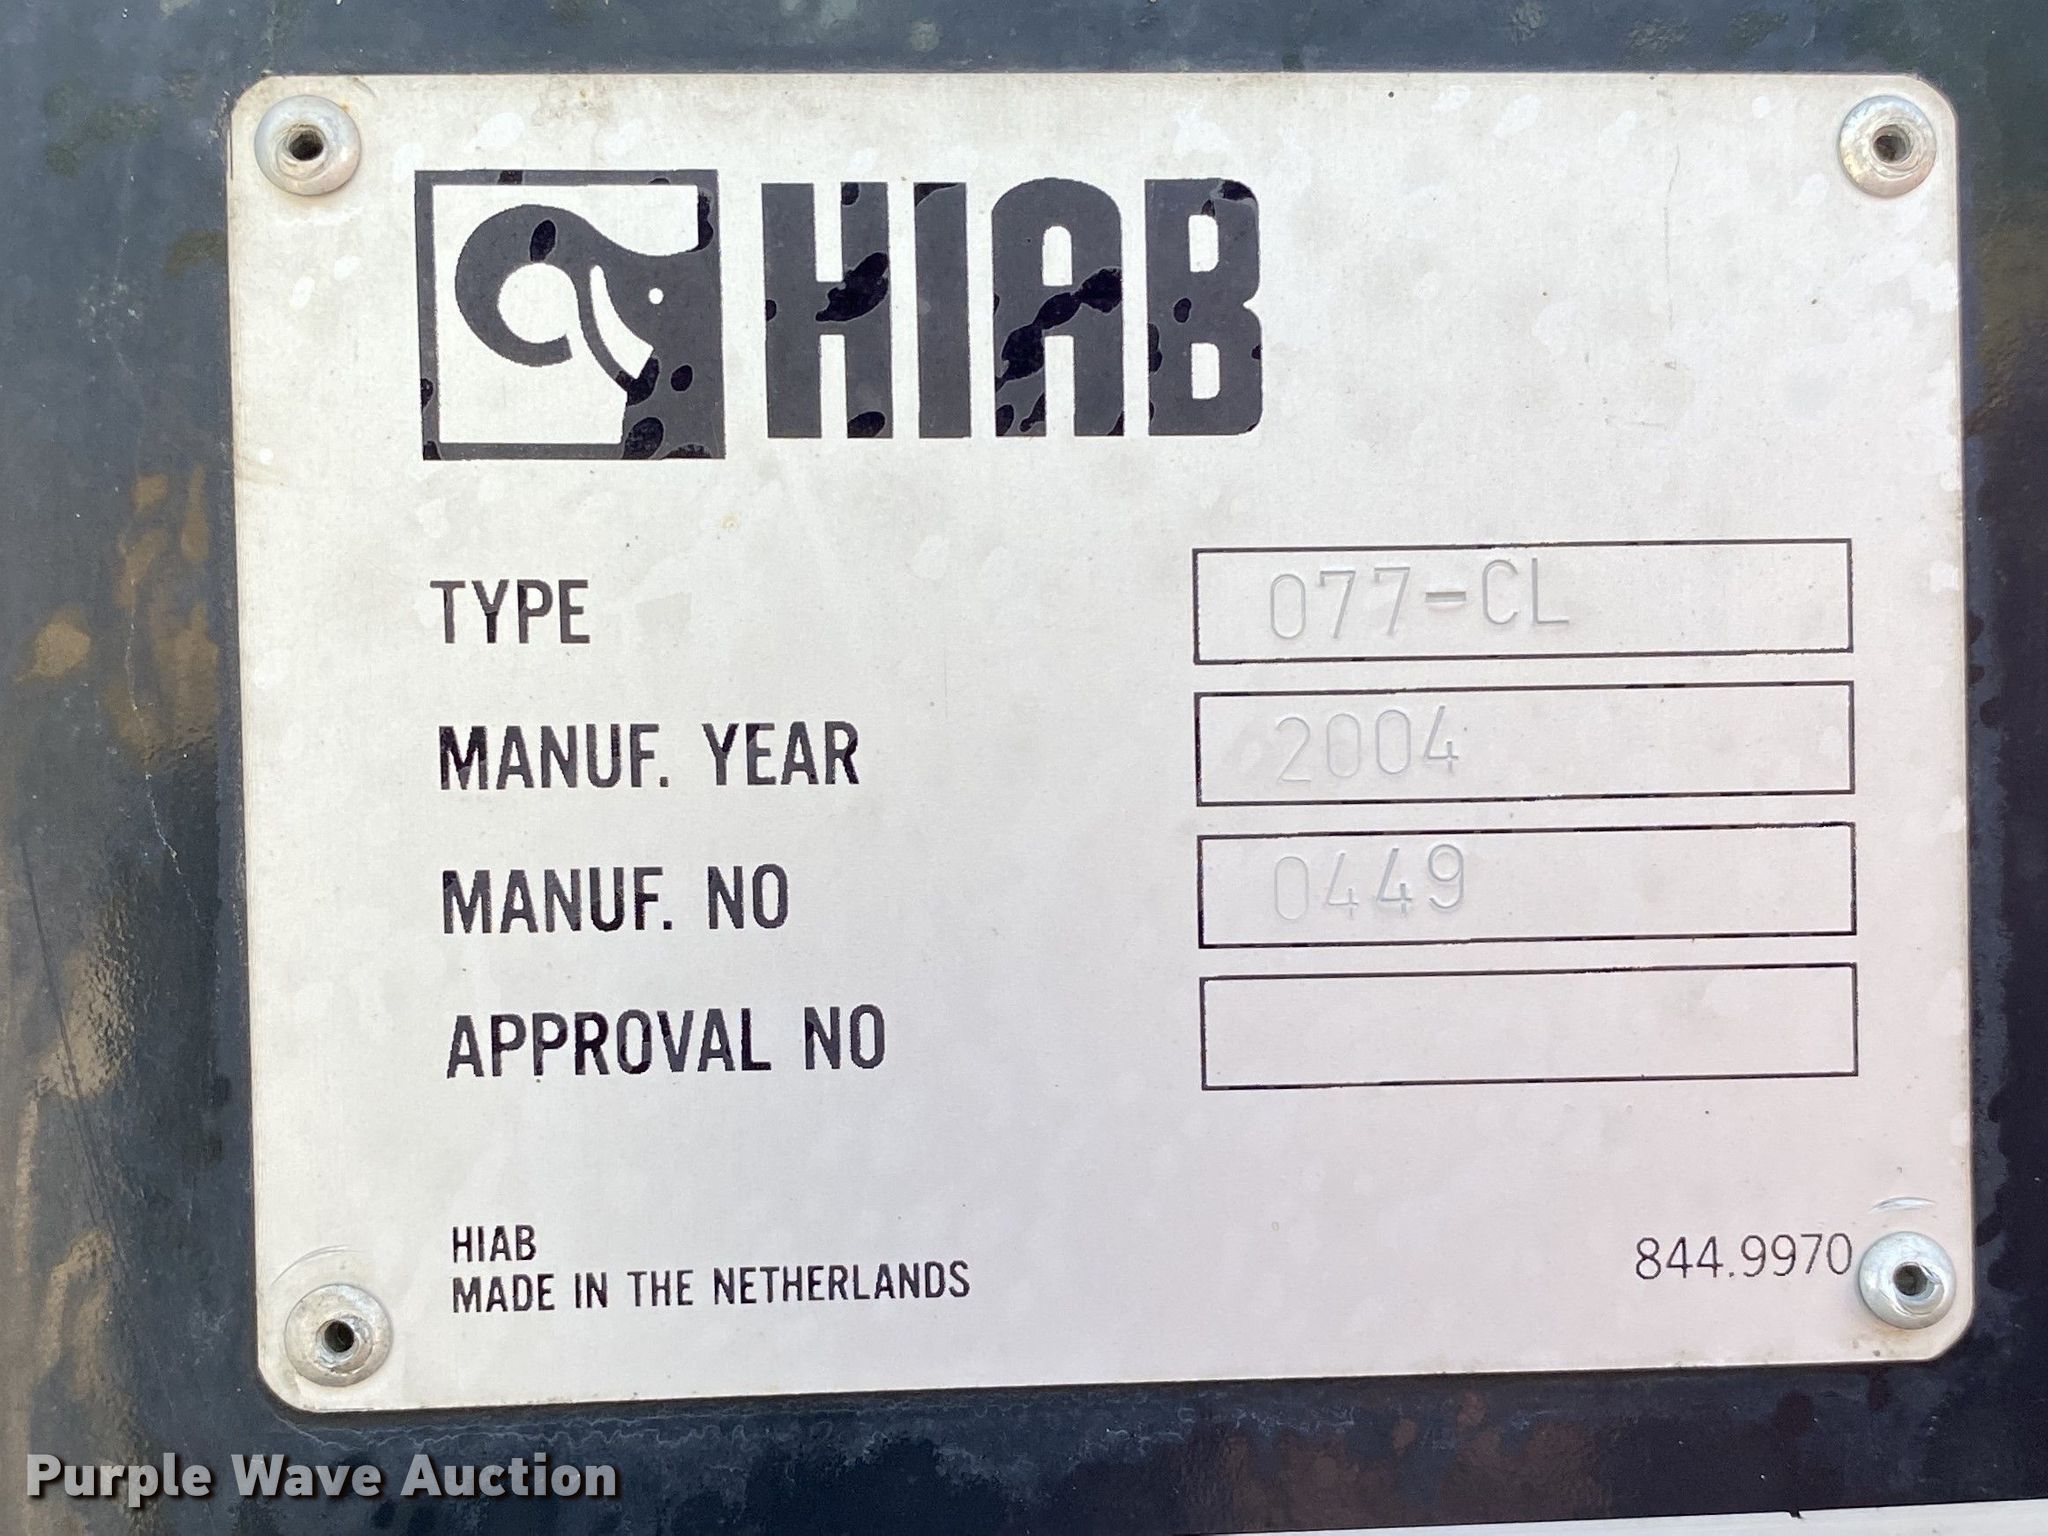 HIAB
TYPE 077-CL
MANUF. YEAR 2004
MANUF. NO 0449
APPROVAL NO
HIAB
MADE IN THE NETHERLANDS 844.9970
Purple Wave Auction